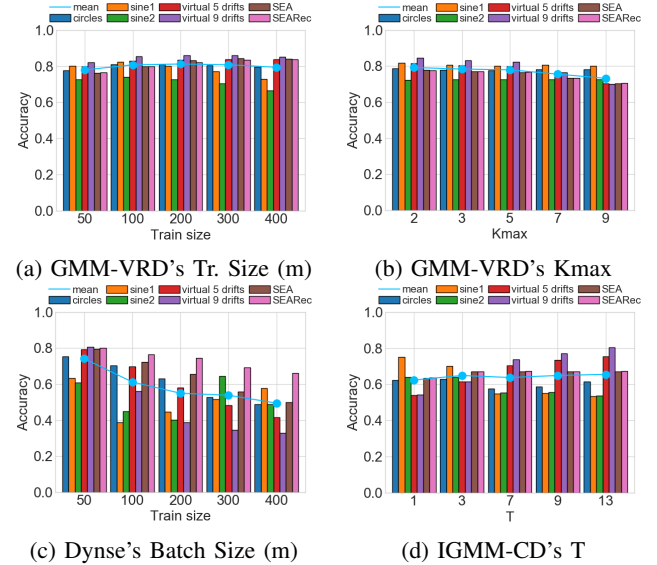 mean sine1 virtual 5 drifts SEA
circles sine2 virtual 9 drifts SEARec
1.0
0.8
0.6
0.4
0.2
0.0
Accuracy
50 100 200 300 400
Train size
(a) GMM-VRD's Tr. Size (m)
mean sine1 virtual 5 drifts SEA
circles sine2 virtual 9 drifts SEARec
1.0
0.8
0.6
0.4
0.2
0.0
Accuracy
2 3 5 7 9
Kmax
(b) GMM-VRD's Kmax
mean sine1 virtual 5 drifts SEA
circles sine2 virtual 9 drifts SEARec
1.0
0.8
0.6
0.4
0.2
0.0
Accuracy
50 100 200 300 400
Train size
(c) Dynse's Batch Size (m)
mean sine1 virtual 5 drifts SEA
circles sine2 virtual 9 drifts SEARec
1.0
0.8
0.6
0.4
0.2
0.0
Accuracy
1 3 7 9 13
T
(d) IGMM-CD's T